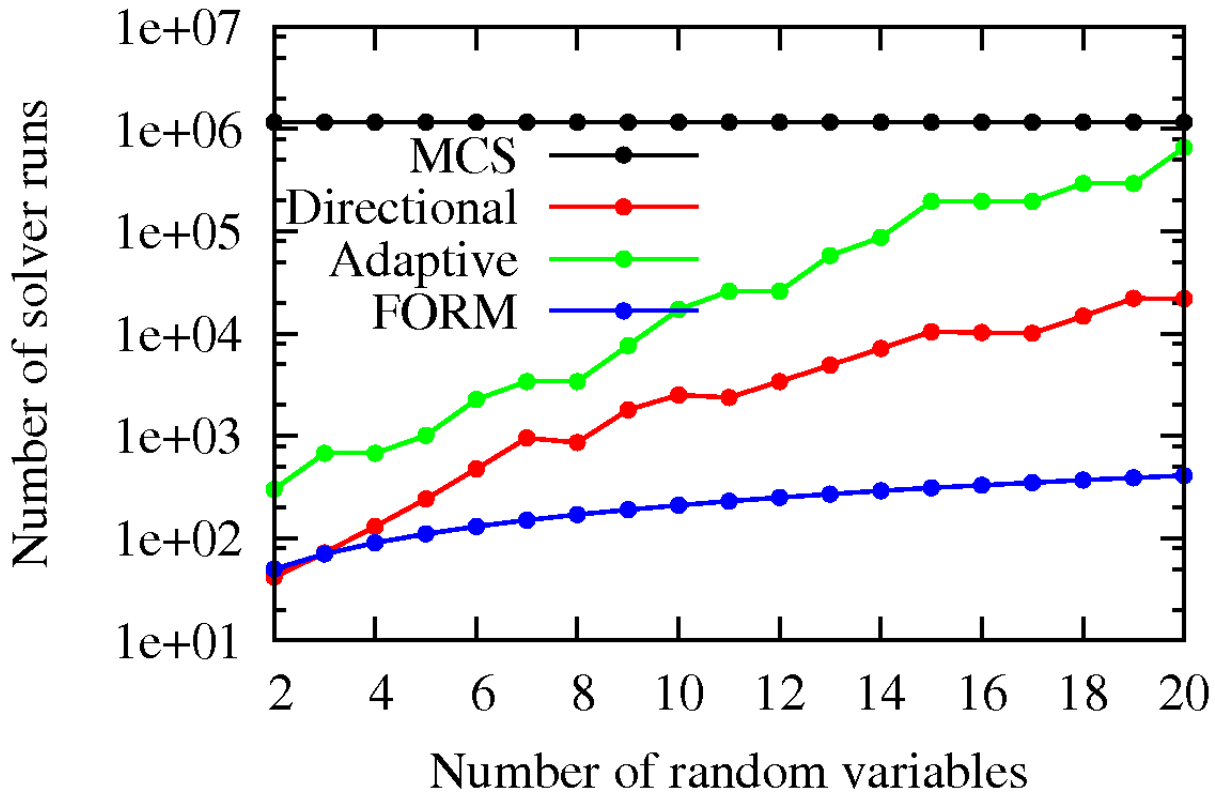 1e+07
1e+06
1e+05
1e+04
1e+03
1e+02
1e+01
Number of solver runs
MCS
Directional
Adaptive
FORM
2 4 6 8 10 12 14 16 18 20
Number of random variables